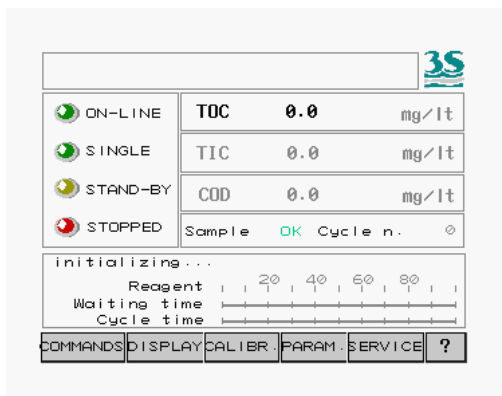 3S
ON-LINE
TOC 0.0 mg/lt
SINGLE
TIC 0.0 mg/lt
STAND-BY
COD 0.0 mg/lt
STOPPED
Sample OK Cycle n. 0
initializing...
Reagent 20 40 60 80
Waiting time
Cycle time
COMMANDS DISPLAY CALIBR. PARAM. SERVICE ?